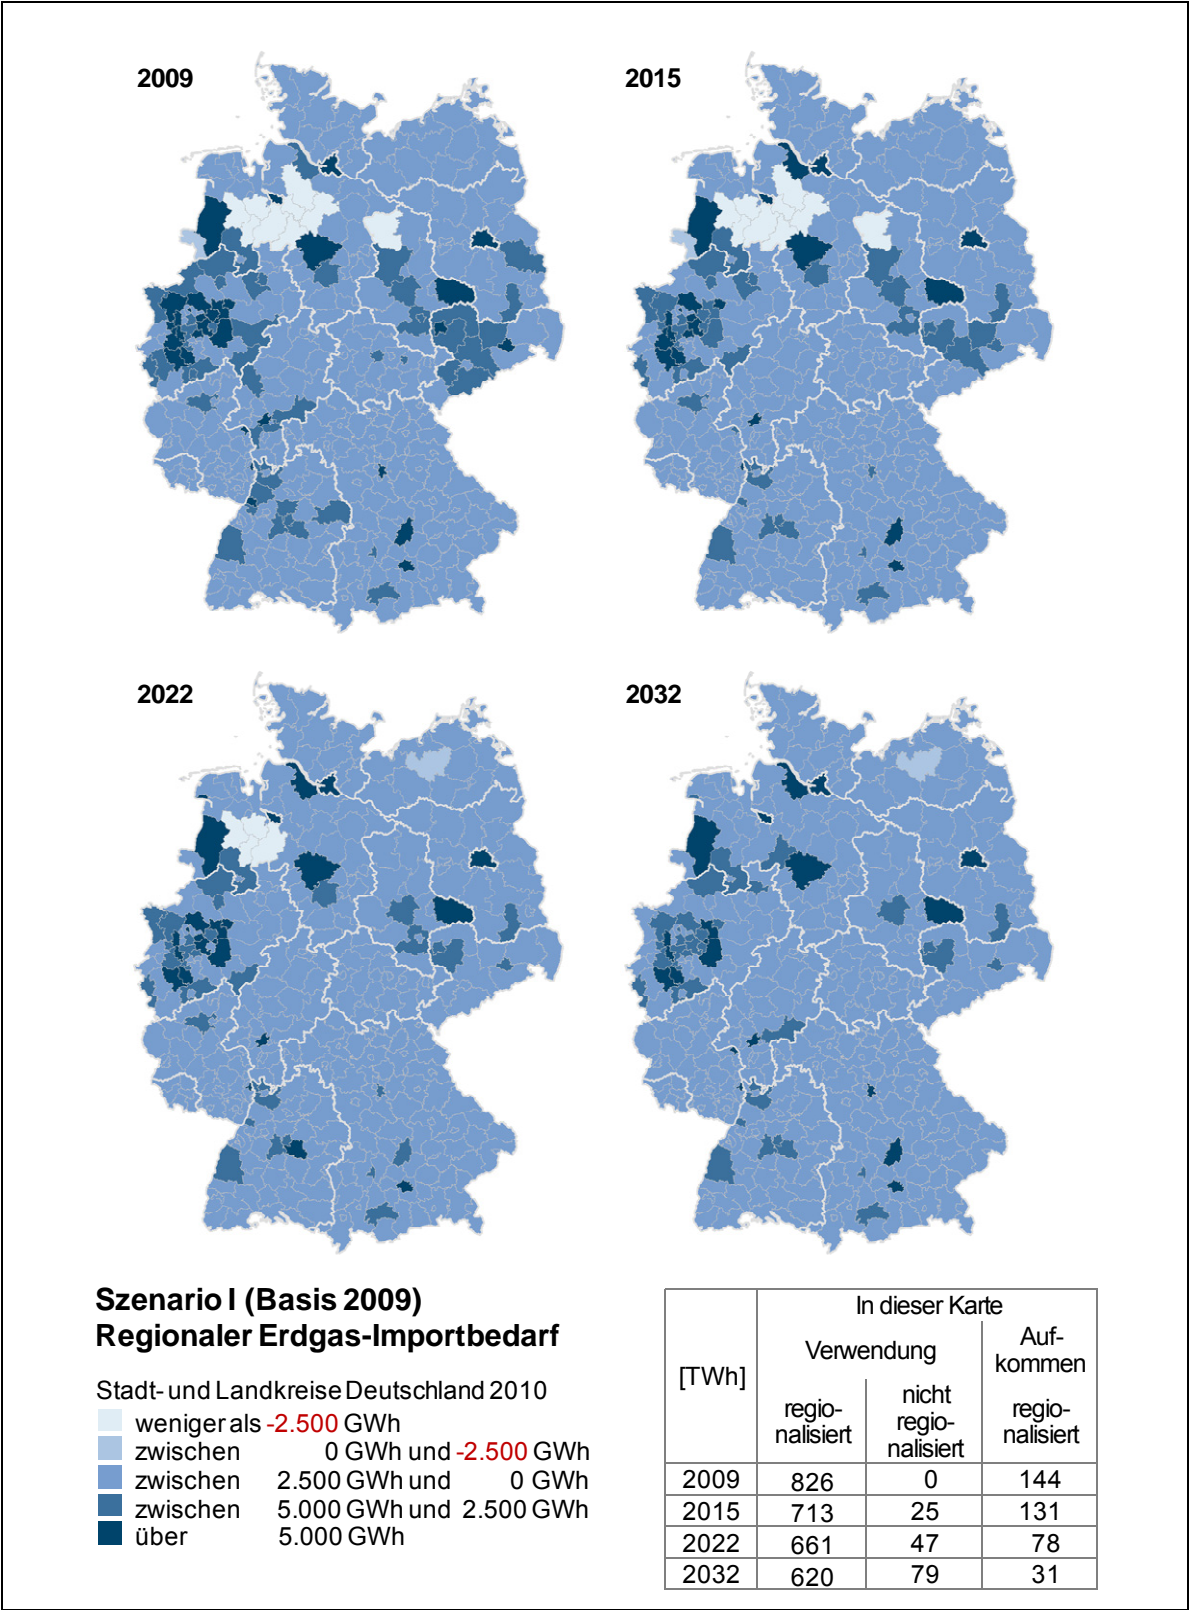 2009
2015
2022
2032
Szenario I (Basis 2009)
Regionaler Erdgas-Importbedarf
Stadt- und Landkreise Deutschland 2010
weniger als -2.500 GWh
zwischen 0 GWh und -2.500 GWh
zwischen 2.500 GWh und 0 GWh
zwischen 5.000 GWh und 2.500 GWh
über 5.000 GWh
[TWh]
In dieser Karte
Verwendung
Auf-
kommen
regio-
nalisiert
nicht
regio-
nalisiert
regio-
nalisiert
2009 826 0 144
2015 713 25 131
2022 661 47 78
2032 620 79 31